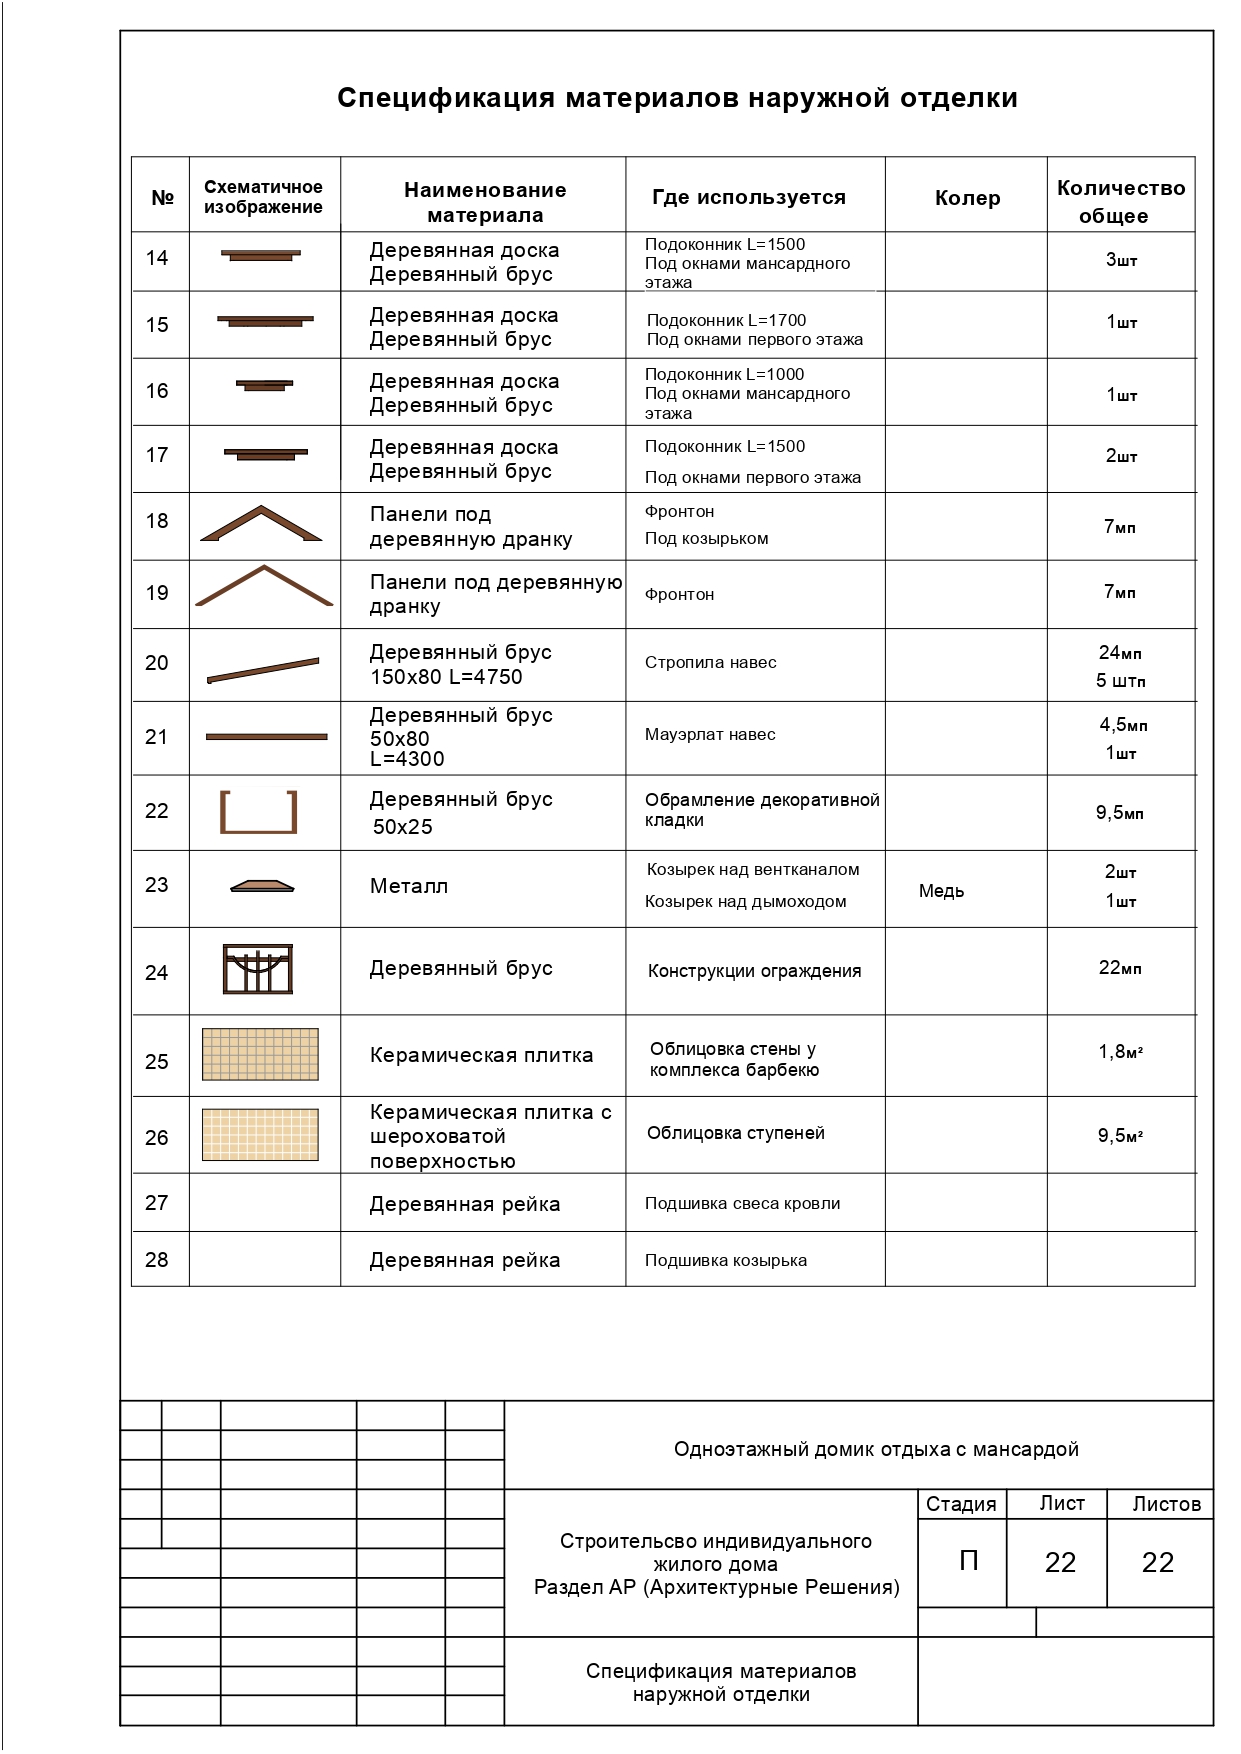 Спецификация материалов наружной отделки
№
Схематичное
изображение
Наименование
материала
Где используется
Колер
Количество
общее
14
Деревянная доска
Деревянный брус
Подоконник L=1500
Под окнами мансардного
этажа
3шт
15
Деревянная доска
Деревянный брус
Подоконник L=1700
Под окнами первого этажа
1шт
16
Деревянная доска
Деревянный брус
Подоконник L=1000
Под окнами мансардного
этажа
1шт
17
Деревянная доска
Деревянный брус
Подоконник L=1500
Под окнами первого этажа
2шт
18
Панели под
деревянную дранку
Фронтон
Под козырьком
7мп
19
Панели под деревянную
дранку
Фронтон
7мп
20
Деревянный брус
150х80 L=4750
Стропила навес
24мп
5 штп
21
Деревянный брус
50х80
L=4300
Мауэрлат навес
4,5мп
1шт
22
Деревянный брус
50х25
Обрамление декоративной
кладки
9,5мп
23
Металл
Козырек над вентканалом
Козырек над дымоходом
Медь
2шт
1шт
24
Деревянный брус
Конструкции ограждения
22мп
25
Керамическая плитка
Облицовка стены у
комплекса барбекю
1,8м²
26
Керамическая плитка с
шероховатой
поверхностью
Облицовка ступеней
9,5м²
27
Деревянная рейка
Подшивка свеса кровли
28
Деревянная рейка
Подшивка козырька
Одноэтажный домик отдыха с мансардой
Строительсво индивидуального
жилого дома
Раздел АР (Архитектурные Решения)
Стадия
Лист
Листов
П
22
22
Спецификация материалов
наружной отделки